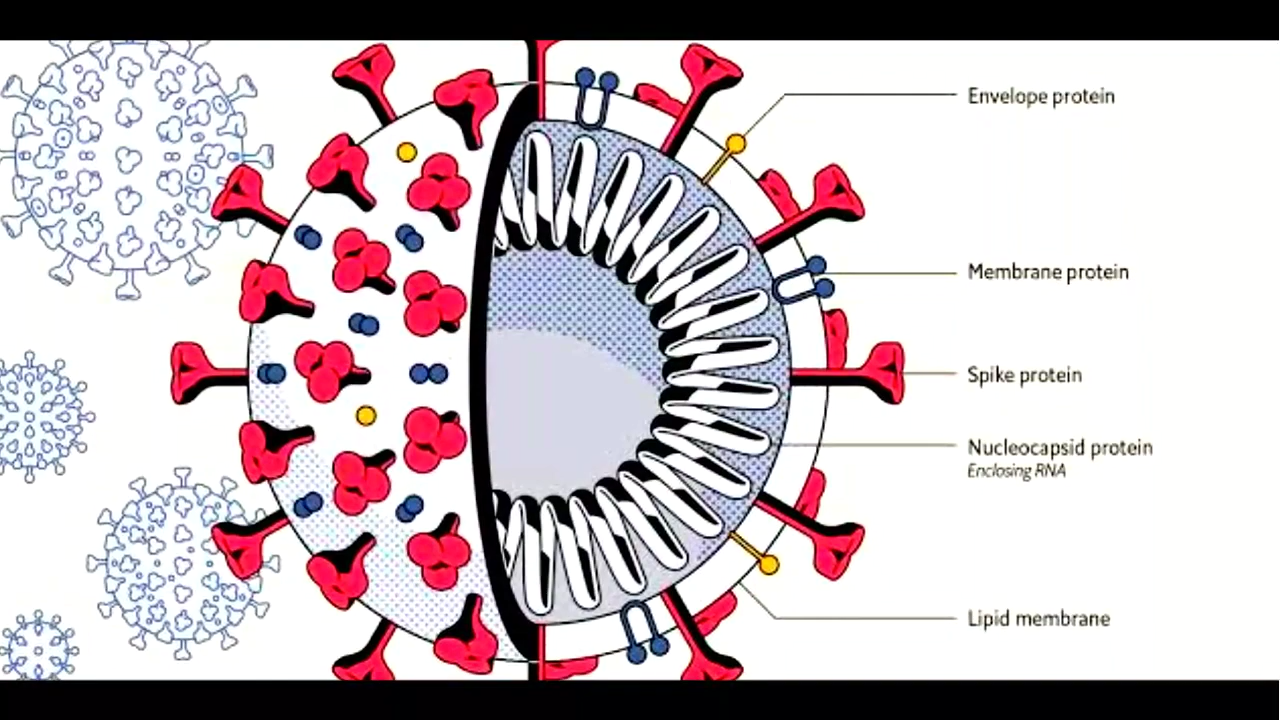 Envelope protein
Membrane protein
Spike protein
Nucleocapsid protein
Enclosing RNA
Lipid membrane